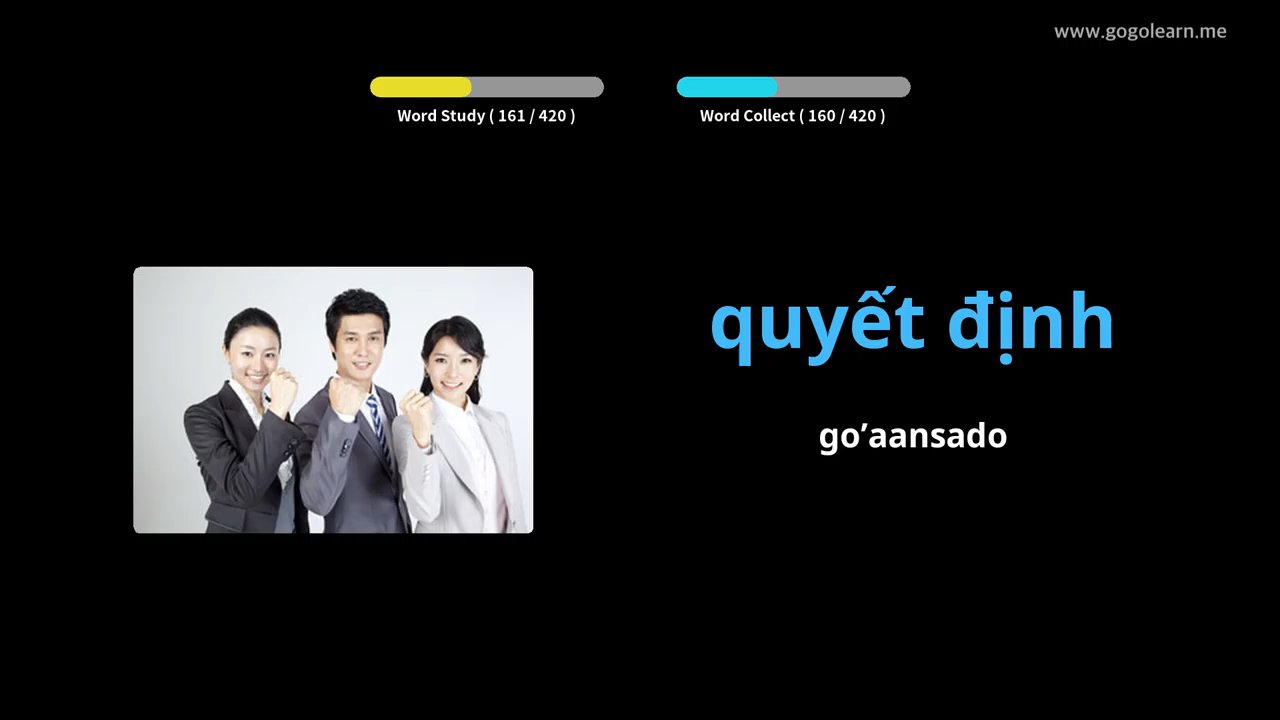 www.gogolearn.me
Word Study ( 161 / 420 )
Word Collect ( 160 / 420 )
quyết định
go’aansado